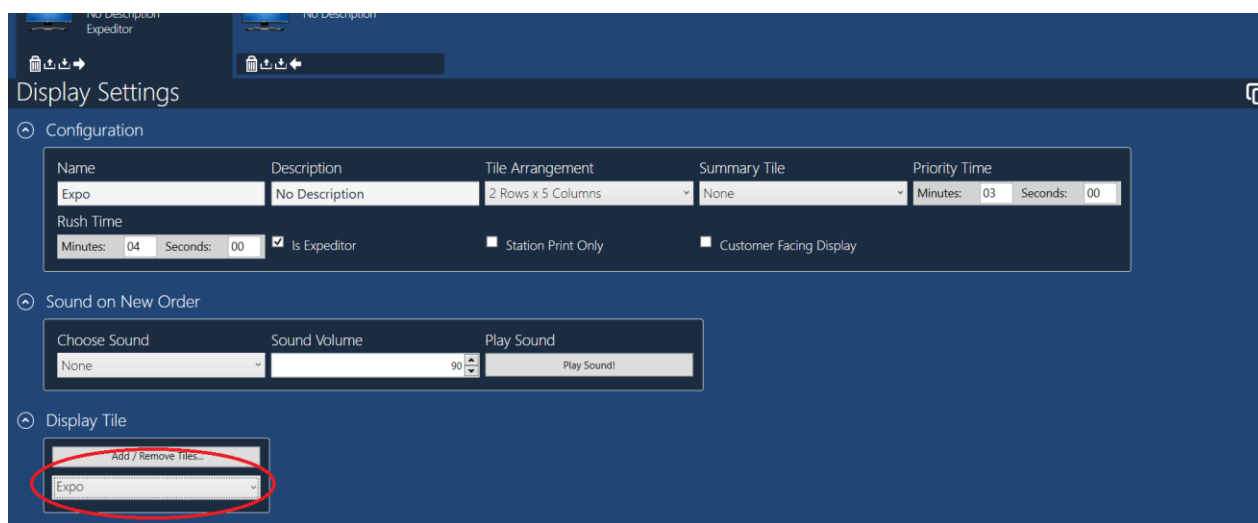 No Description
No Description
Expeditor
Display Settings
Configuration
Name Description Tile Arrangement Summary Tile Priority Time
Expo No Description 2 Rows x 5 Columns None Minutes: 03 Seconds: 00
Rush Time
Minutes: 04 Seconds: 00 Is Expeditor Station Print Only Customer Facing Display
Sound on New Order
Choose Sound Sound Volume Play Sound
None 90 Play Sound!
Display Tile
Add / Remove Tiles...
Expo